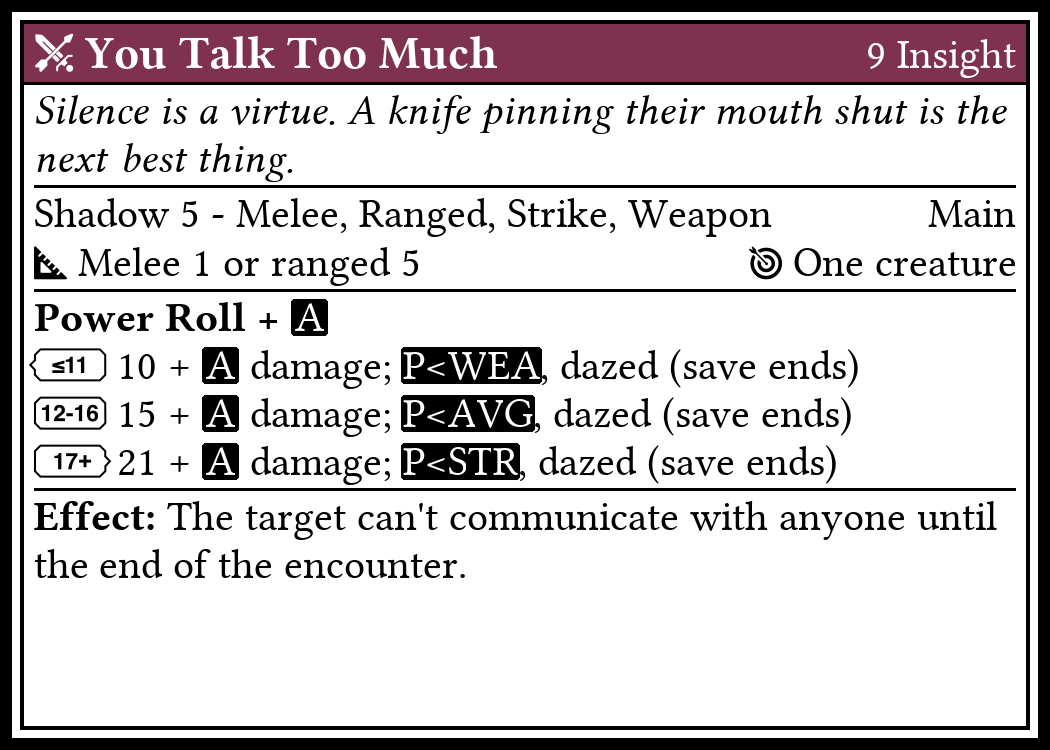 You Talk Too Much 9 Insight
Silence is a virtue. A knife pinning their mouth shut is the
next best thing.
Shadow 5 - Melee, Ranged, Strike, Weapon Main
Melee 1 or ranged 5 One creature
Power Roll + A
≤11 10 + A damage; P<WEA, dazed (save ends)
12-16 15 + A damage; P<AVG, dazed (save ends)
17+ 21 + A damage; P<STR, dazed (save ends)
Effect: The target can't communicate with anyone until
the end of the encounter.